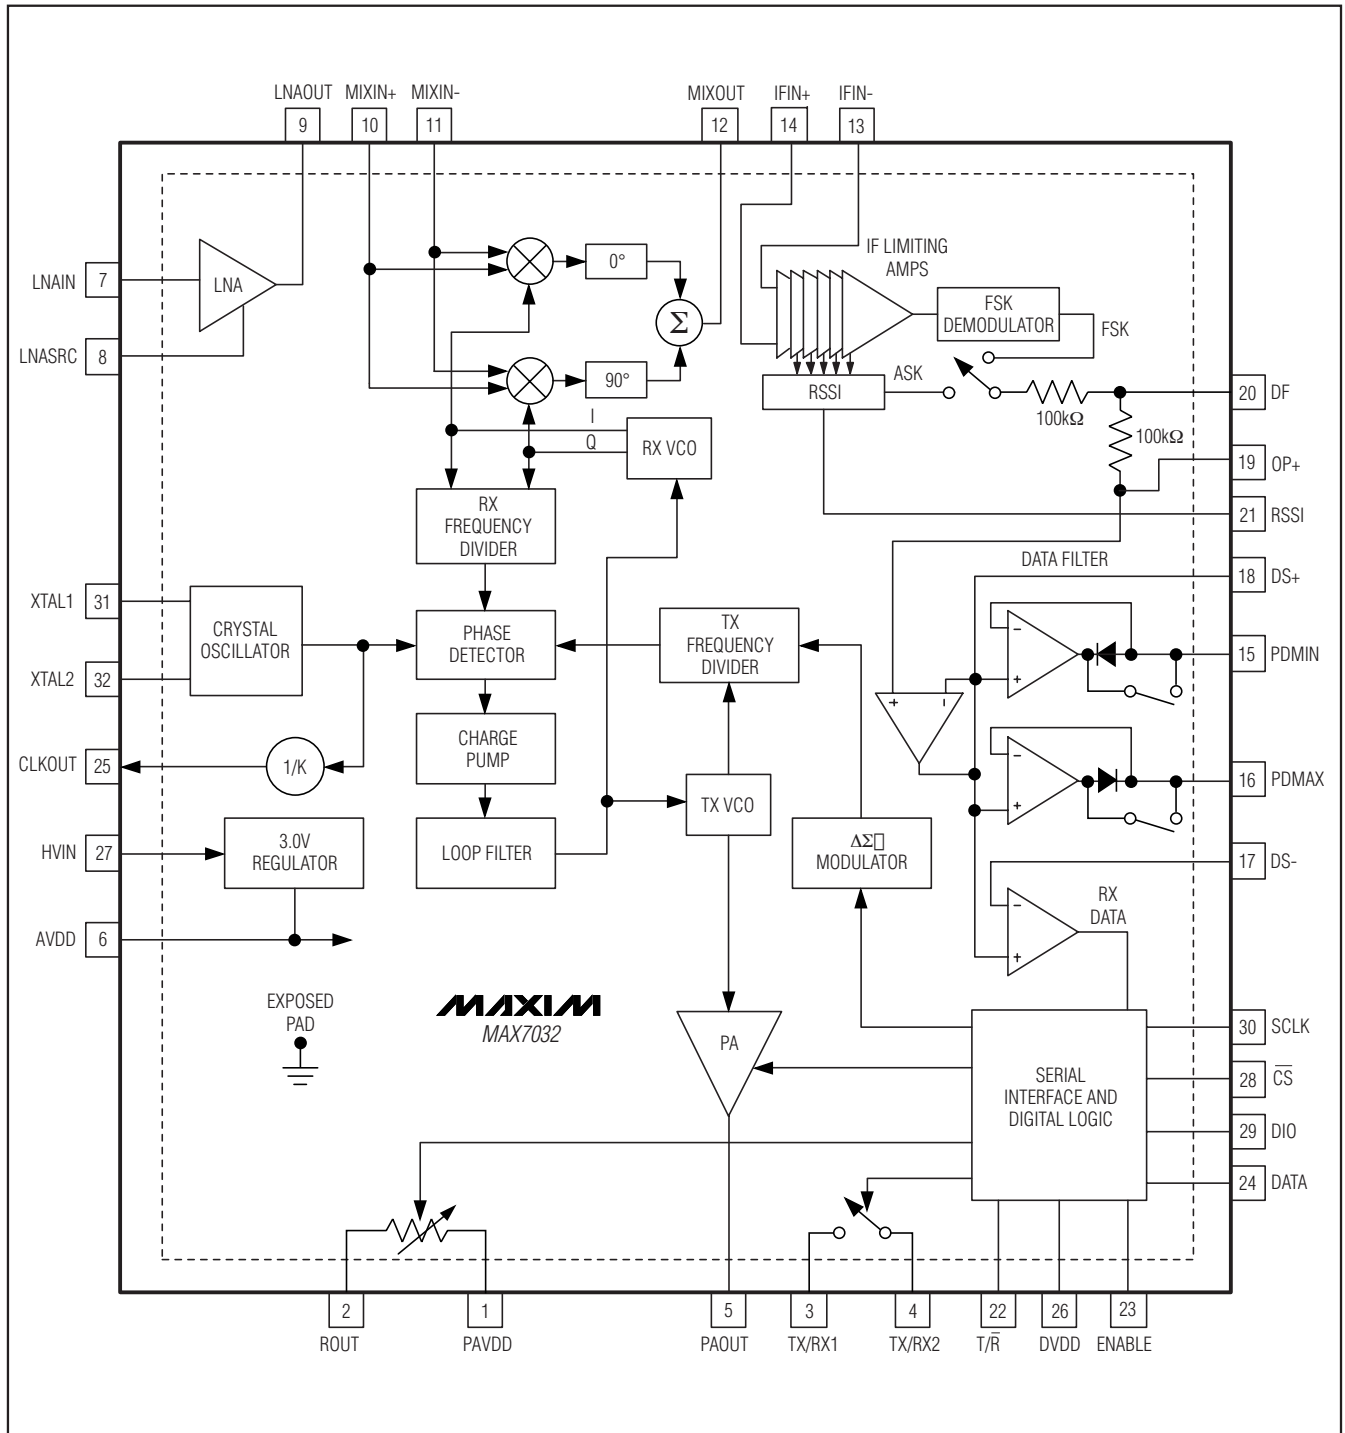 LNAOUT MIXIN+ MIXIN- MIXOUT IFIN+ IFIN-
9 10 11 12 14 13
IF LIMITING
AMPS
LNAIN 7 LNA
0°
Σ
FSK
DEMODULATOR
FSK
LNASRC 8
90°
RSSI
ASK
20 DF
100kΩ
100kΩ
I
Q
RX VCO
19 OP+
RX
FREQUENCY
DIVIDER
21 RSSI
DATA FILTER
18 DS+
XTAL1 31
CRYSTAL
OSCILLATOR
XTAL2 32
PHASE
DETECTOR
TX
FREQUENCY
DIVIDER
−
+
15 PDMIN
+ −
CHARGE
PUMP
CLKOUT 25
1/K
−
+
16 PDMAX
TX VCO
HVIN 27
3.0V
REGULATOR
LOOP FILTER
ΔΣ▯
MODULATOR
17 DS-
RX
DATA
−
+
AVDD 6
EXPOSED
PAD
MAXIM
MAX7032
PA
SERIAL
INTERFACE AND
DIGITAL LOGIC
30 SCLK
28 C̅S̅
29 DIO
24 DATA
2 1 5 3 4 22 26 23
ROUT PAVDD PAOUT TX/RX1 TX/RX2 T/R̅ DVDD ENABLE